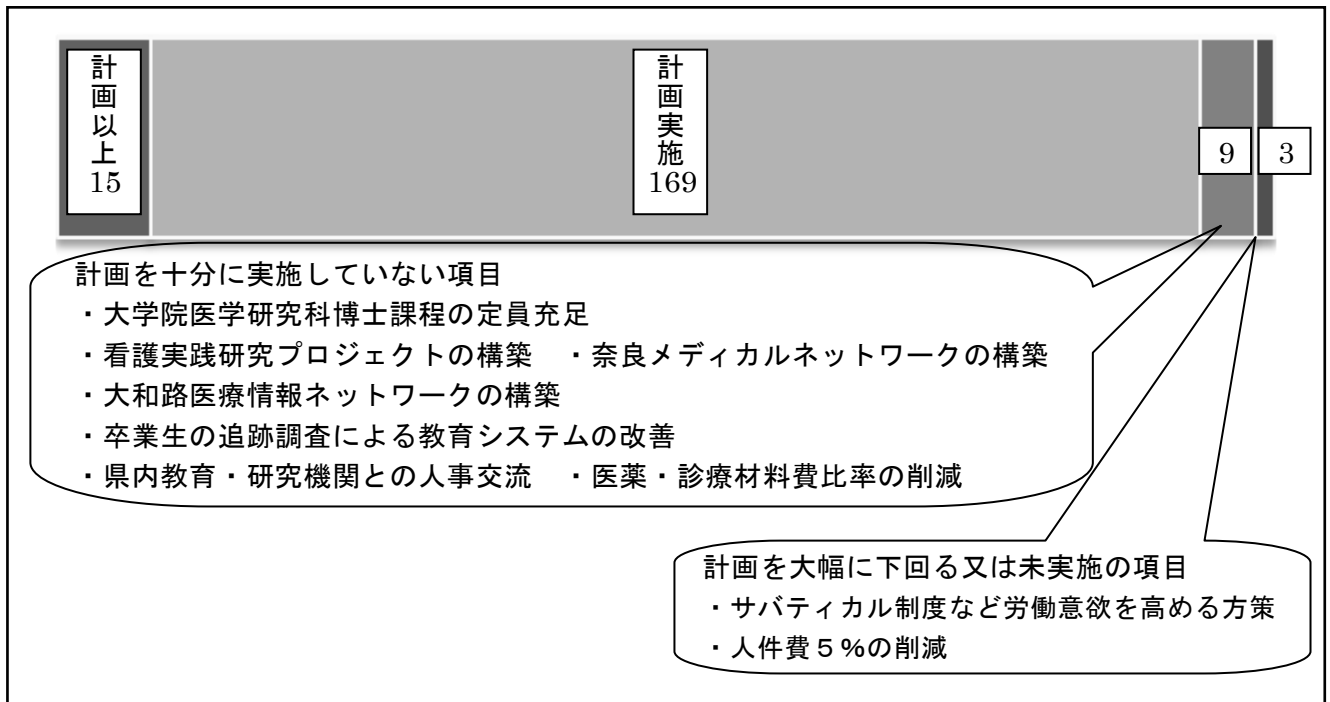 計画以上
15
計画実施
169
9
3
計画を十分に実施していない項目
・大学院医学研究科博士課程の定員充足
・看護実践研究プロジェクトの構築　・奈良メディカルネットワークの構築
・大和路医療情報ネットワークの構築
・卒業生の追跡調査による教育システムの改善
・県内教育・研究機関との人事交流　・医薬・診療材料費比率の削減
計画を大幅に下回る又は未実施の項目
・サバティカル制度など労働意欲を高める方策
・人件費５％の削減